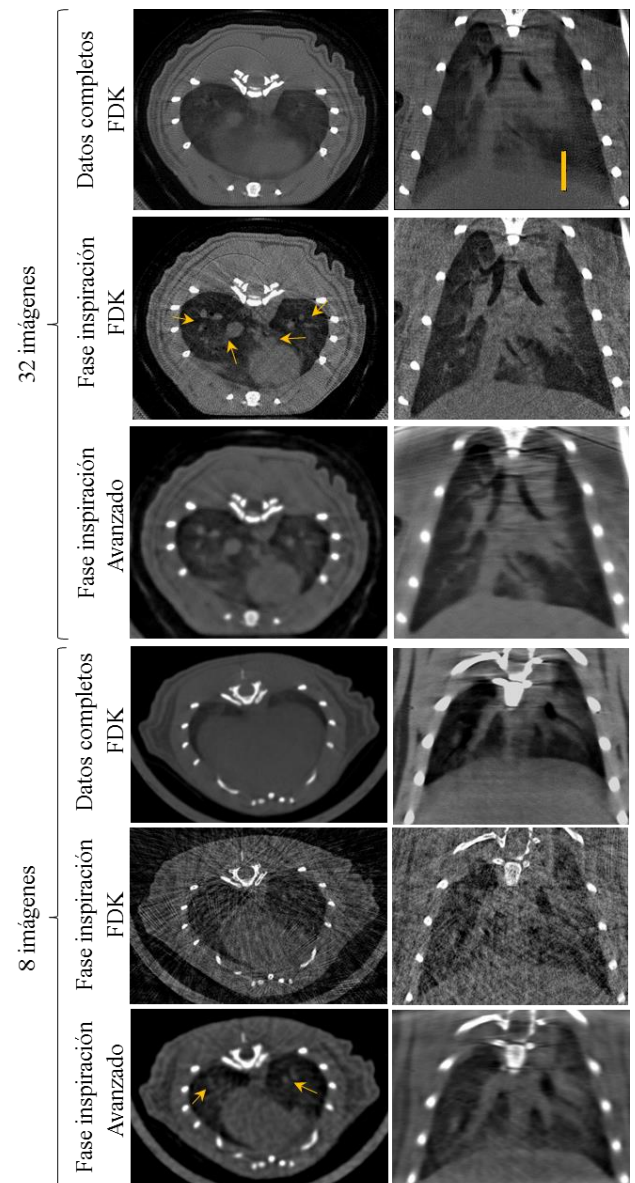 32 imágenes
Datos completos
FDK
Fase inspiración
FDK
Fase inspiración
Avanzado
8 imágenes
Datos completos
FDK
Fase inspiración
FDK
Fase inspiración
Avanzado